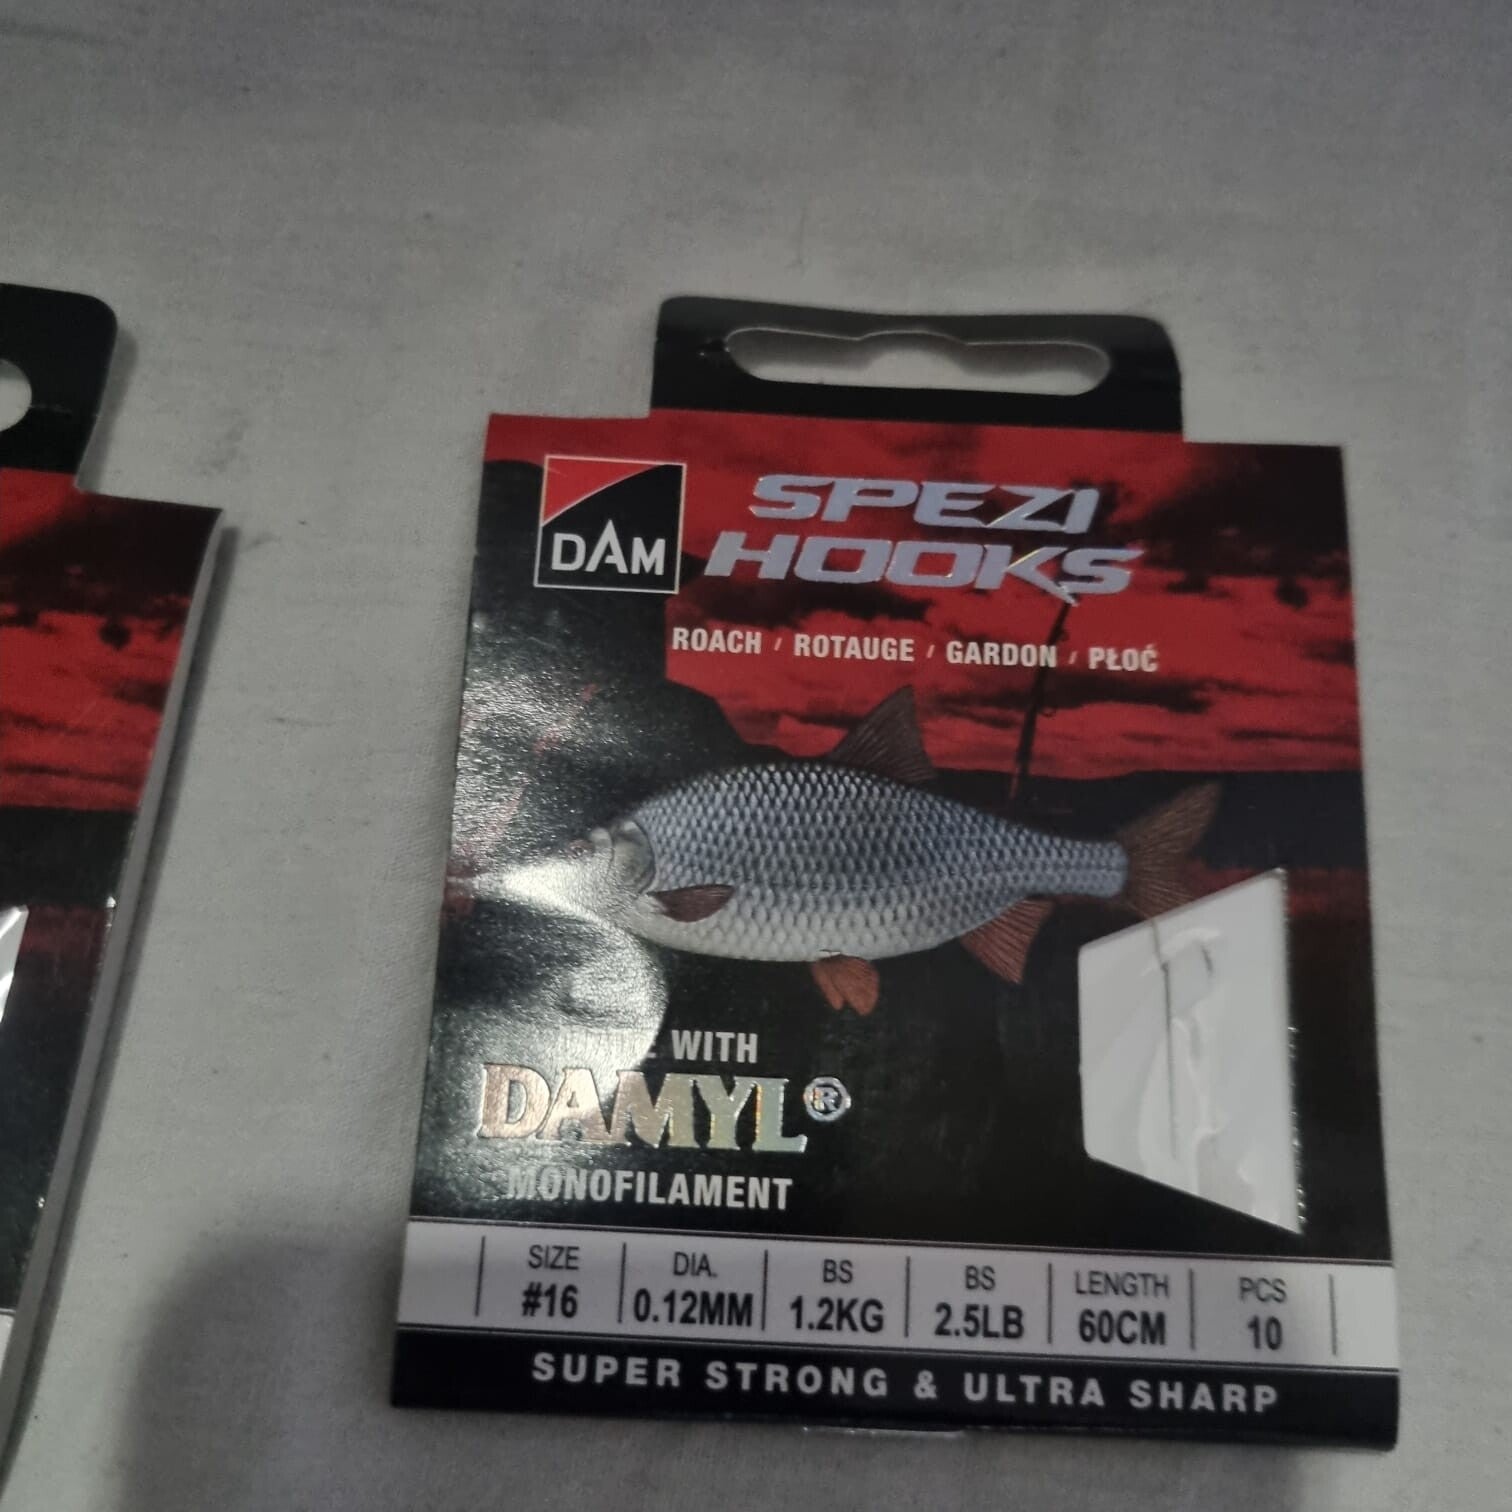 DAM
SPEZI
HOOKS
ROACH / ROTAUGE / GARDON / PŁOĆ
WITH
DAMYL®
MONOFILAMENT
SIZE DIA. BS BS LENGTH PCS
#16 0.12MM 1.2KG 2.5LB 60CM 10
SUPER STRONG & ULTRA SHARP